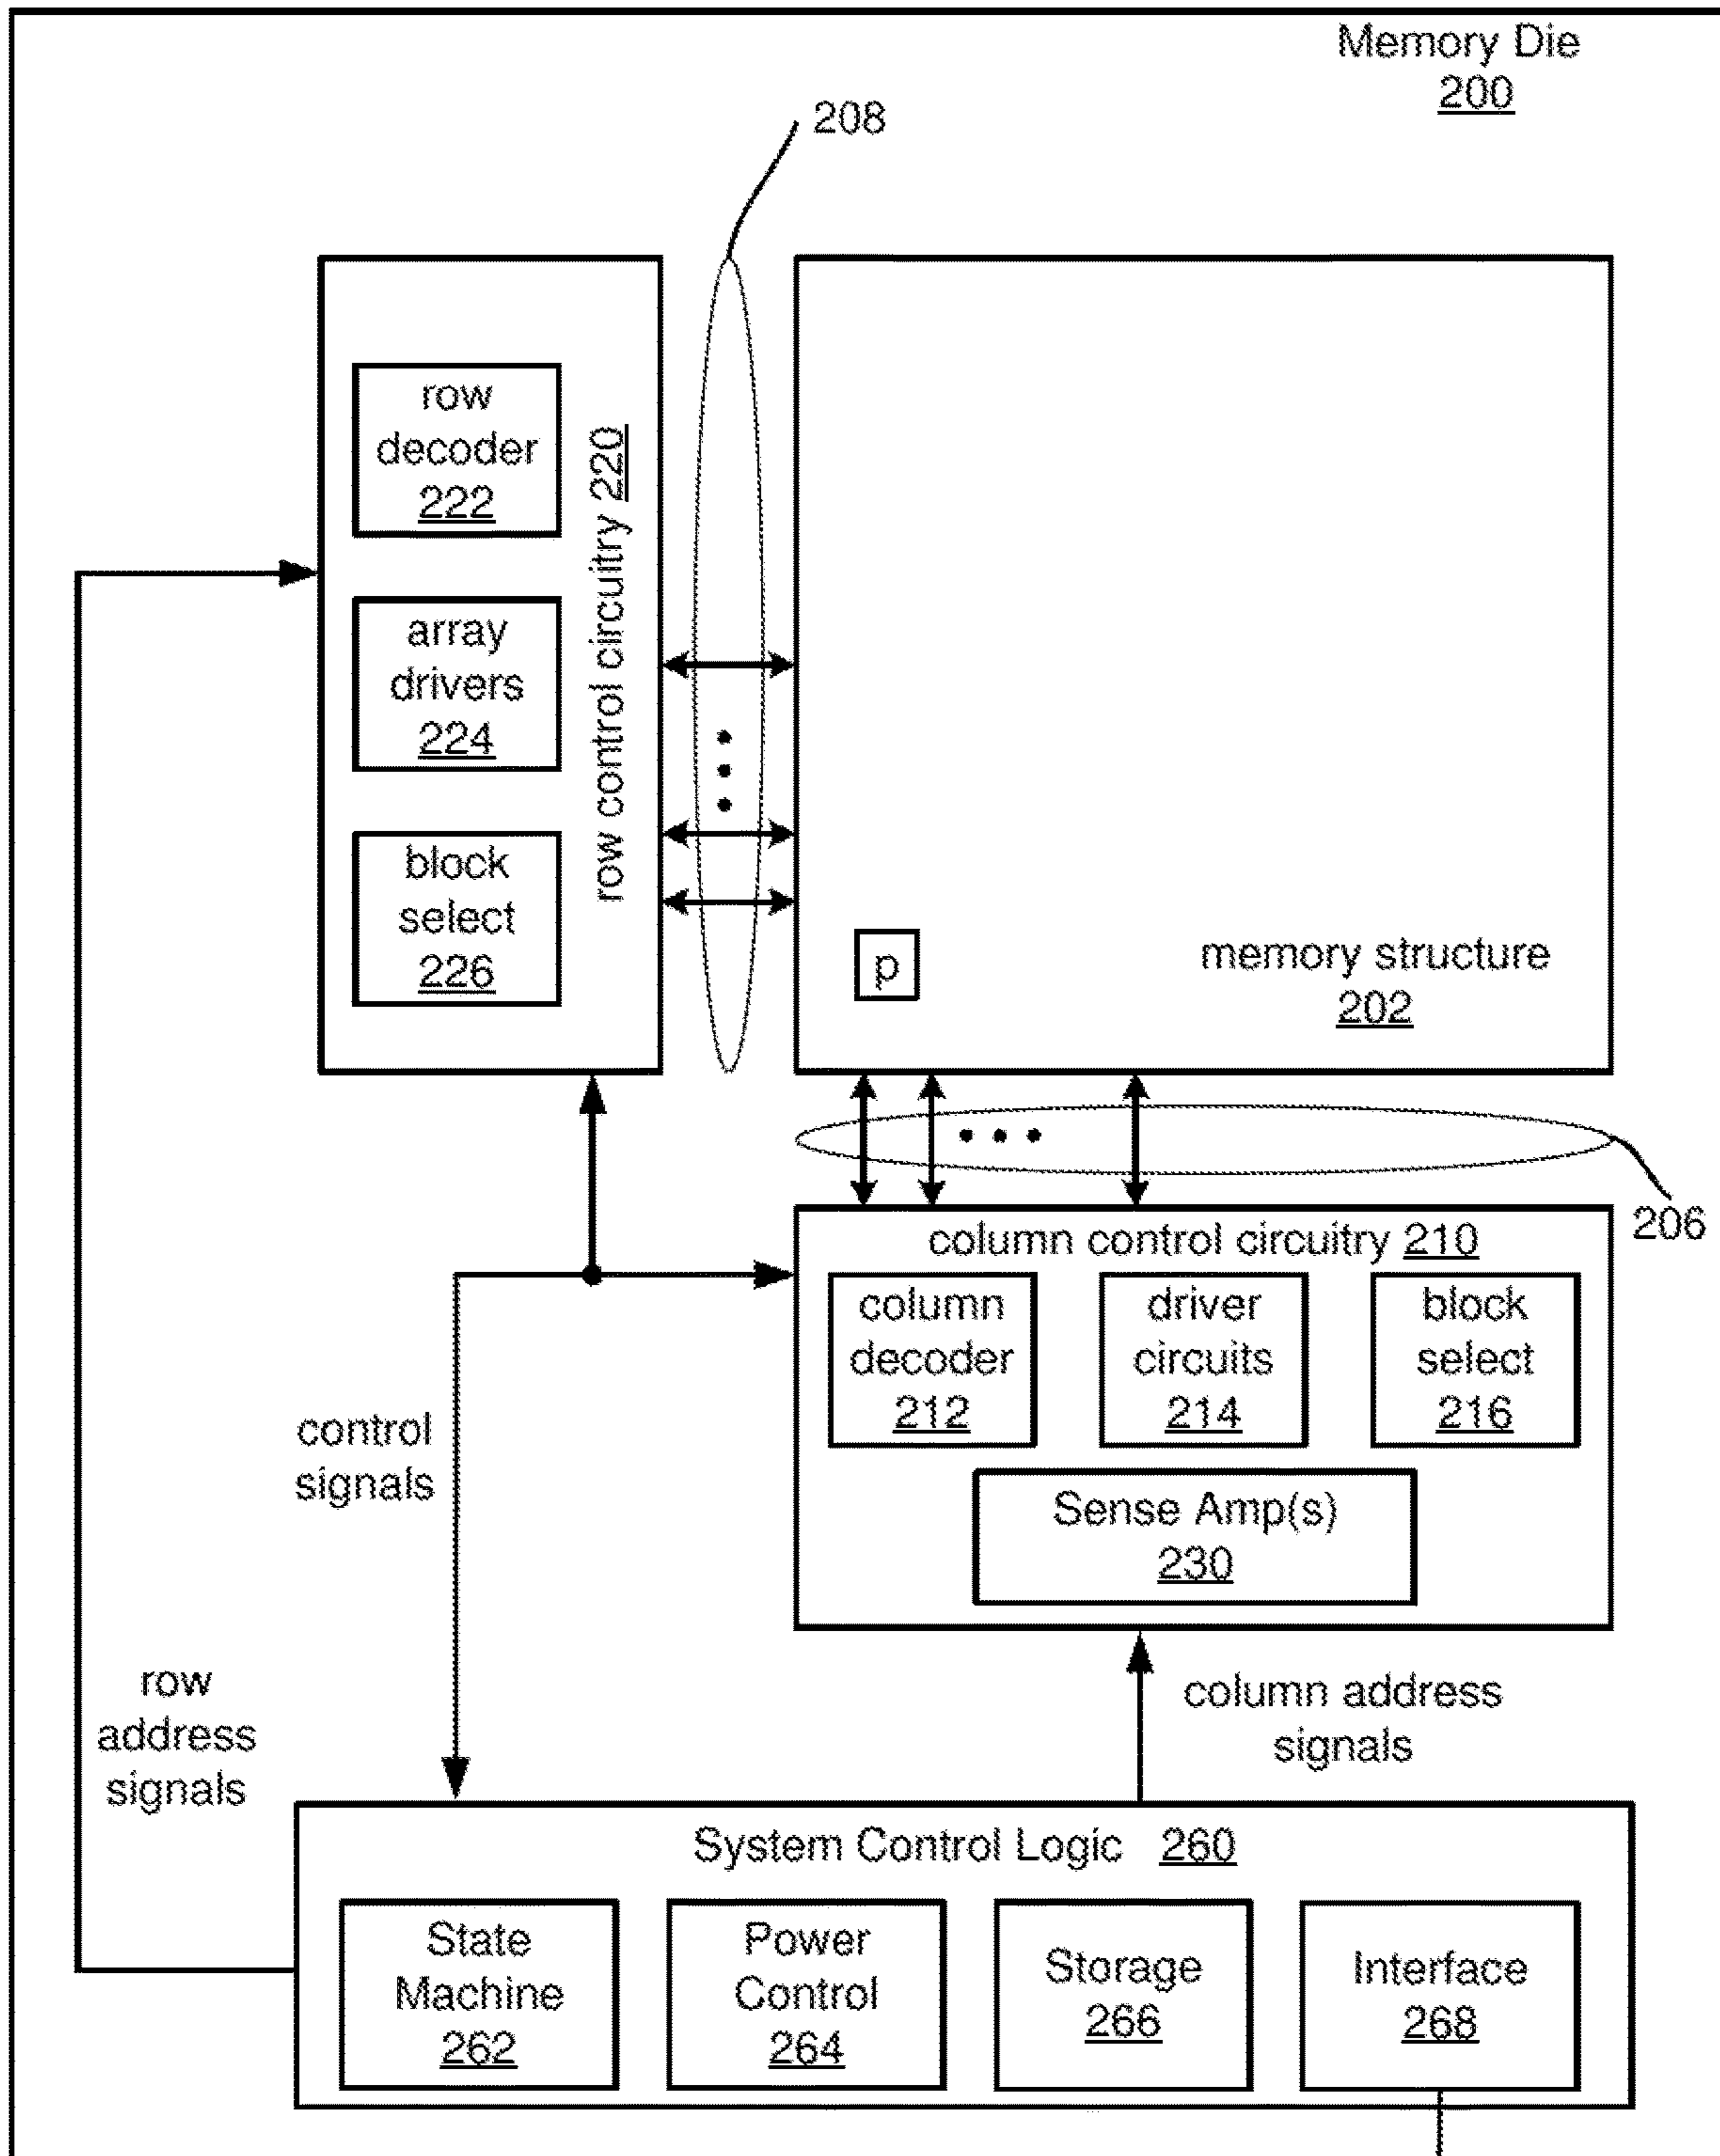 Memory Die
200
208
row
decoder
222
array
drivers
224
block
select
226
row control circuitry 220
p
memory structure
202
206
column control circuitry 210
column
decoder
212
driver
circuits
214
block
select
216
Sense Amp(s)
230
control
signals
row
address
signals
column address
signals
System Control Logic 260
State
Machine
262
Power
Control
264
Storage
266
Interface
268